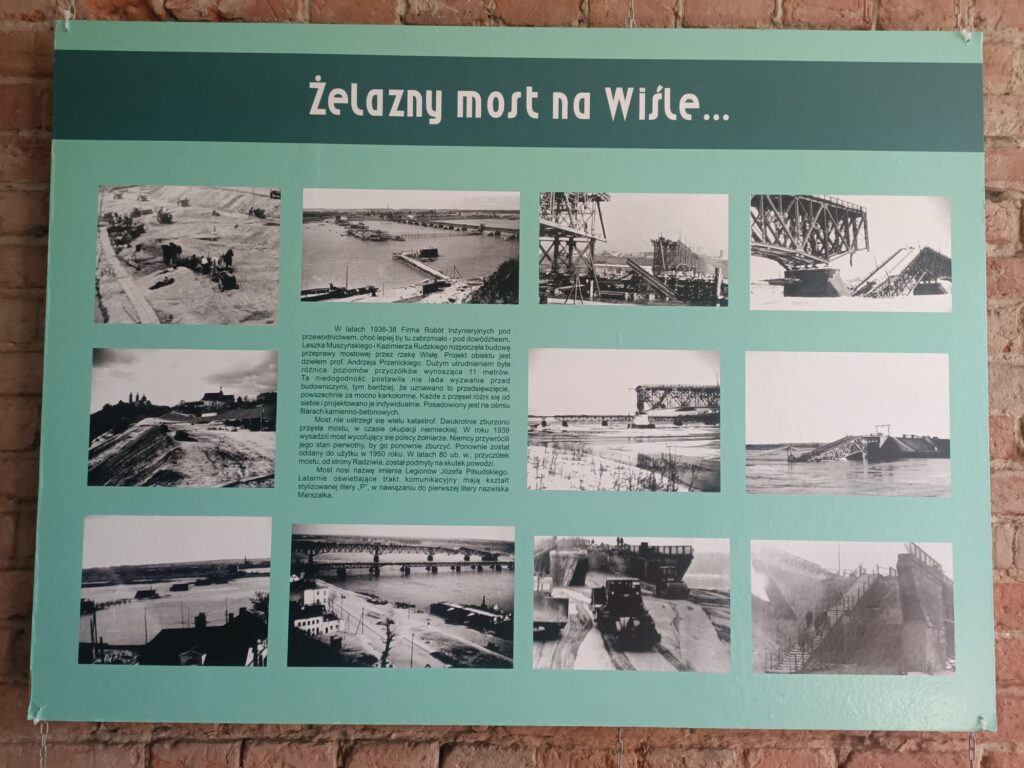 Żelazny most na Wiśle...
W latach 1936-38 Firma Robót Inżynieryjnych pod
przewodnictwem, choć lepiej by tu zabrzmiało - pod dowództwem,
Leszka Muszyńskiego i Kazimierza Rudzkiego rozpoczęła budowę
przeprawy mostowej przez rzekę Wisłę. Projekt obiektu jest
dziełem prof. Andrzeja Przenickiego. Dużym utrudnieniem była
różnica poziomów przyczółków wynosząca 11 metrów.
Ta niedogodność postawiła nie lada wyzwanie przed
budowniczymi, tym bardziej, że uznawano to przedsięwzięcie,
powszechnie za mocno karkołomne. Każde z przęseł różni się od
siebie i projektowano je indywidualnie. Posadowiony jest na ośmiu
filarach kamienno-betonowych.
Most nie ustrzegł się wielu katastrof. Dwukrotnie zburzono
przęsła mostu, w czasie okupacji niemieckiej. W roku 1939
wysadzili most wycofujący się polscy żołnierze. Niemcy przywrócili
jego stan pierwotny, by go ponownie zburzyć. Ponownie został
oddany do użytku w 1950 roku. W latach 80 ub. w., przyczółek
mostu, od strony Radziwia, został podmyty na skutek powodzi.
Most nosi nazwę imienia Legionów Józefa Piłsudskiego.
Latarnie oświetlające trakt komunikacyjny mają kształt
stylizowanej litery „P", w nawiązaniu do pierwszej litery nazwiska
Marszałka.